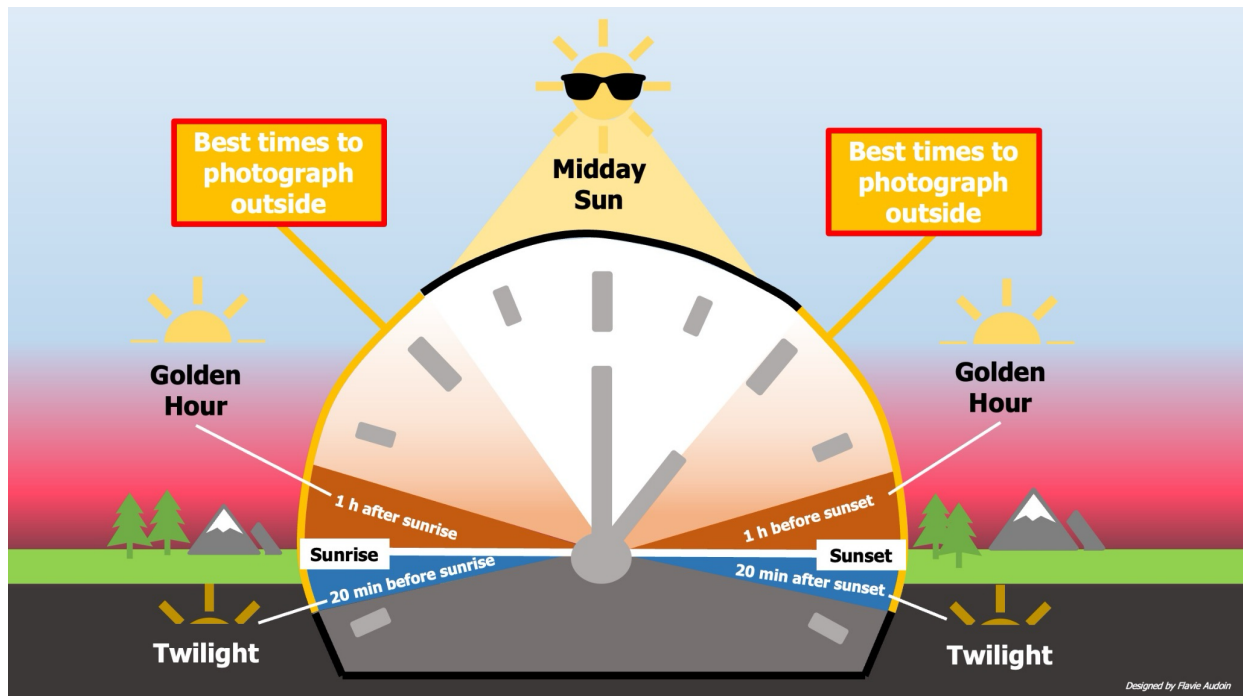 Midday
Sun
Best times to
photograph
outside
Best times to
photograph
outside
Golden
Hour
Golden
Hour
1 h after sunrise
1 h before sunset
Sunrise
Sunset
20 min before sunrise
20 min after sunset
Twilight
Twilight
Designed by Flavie Audoin